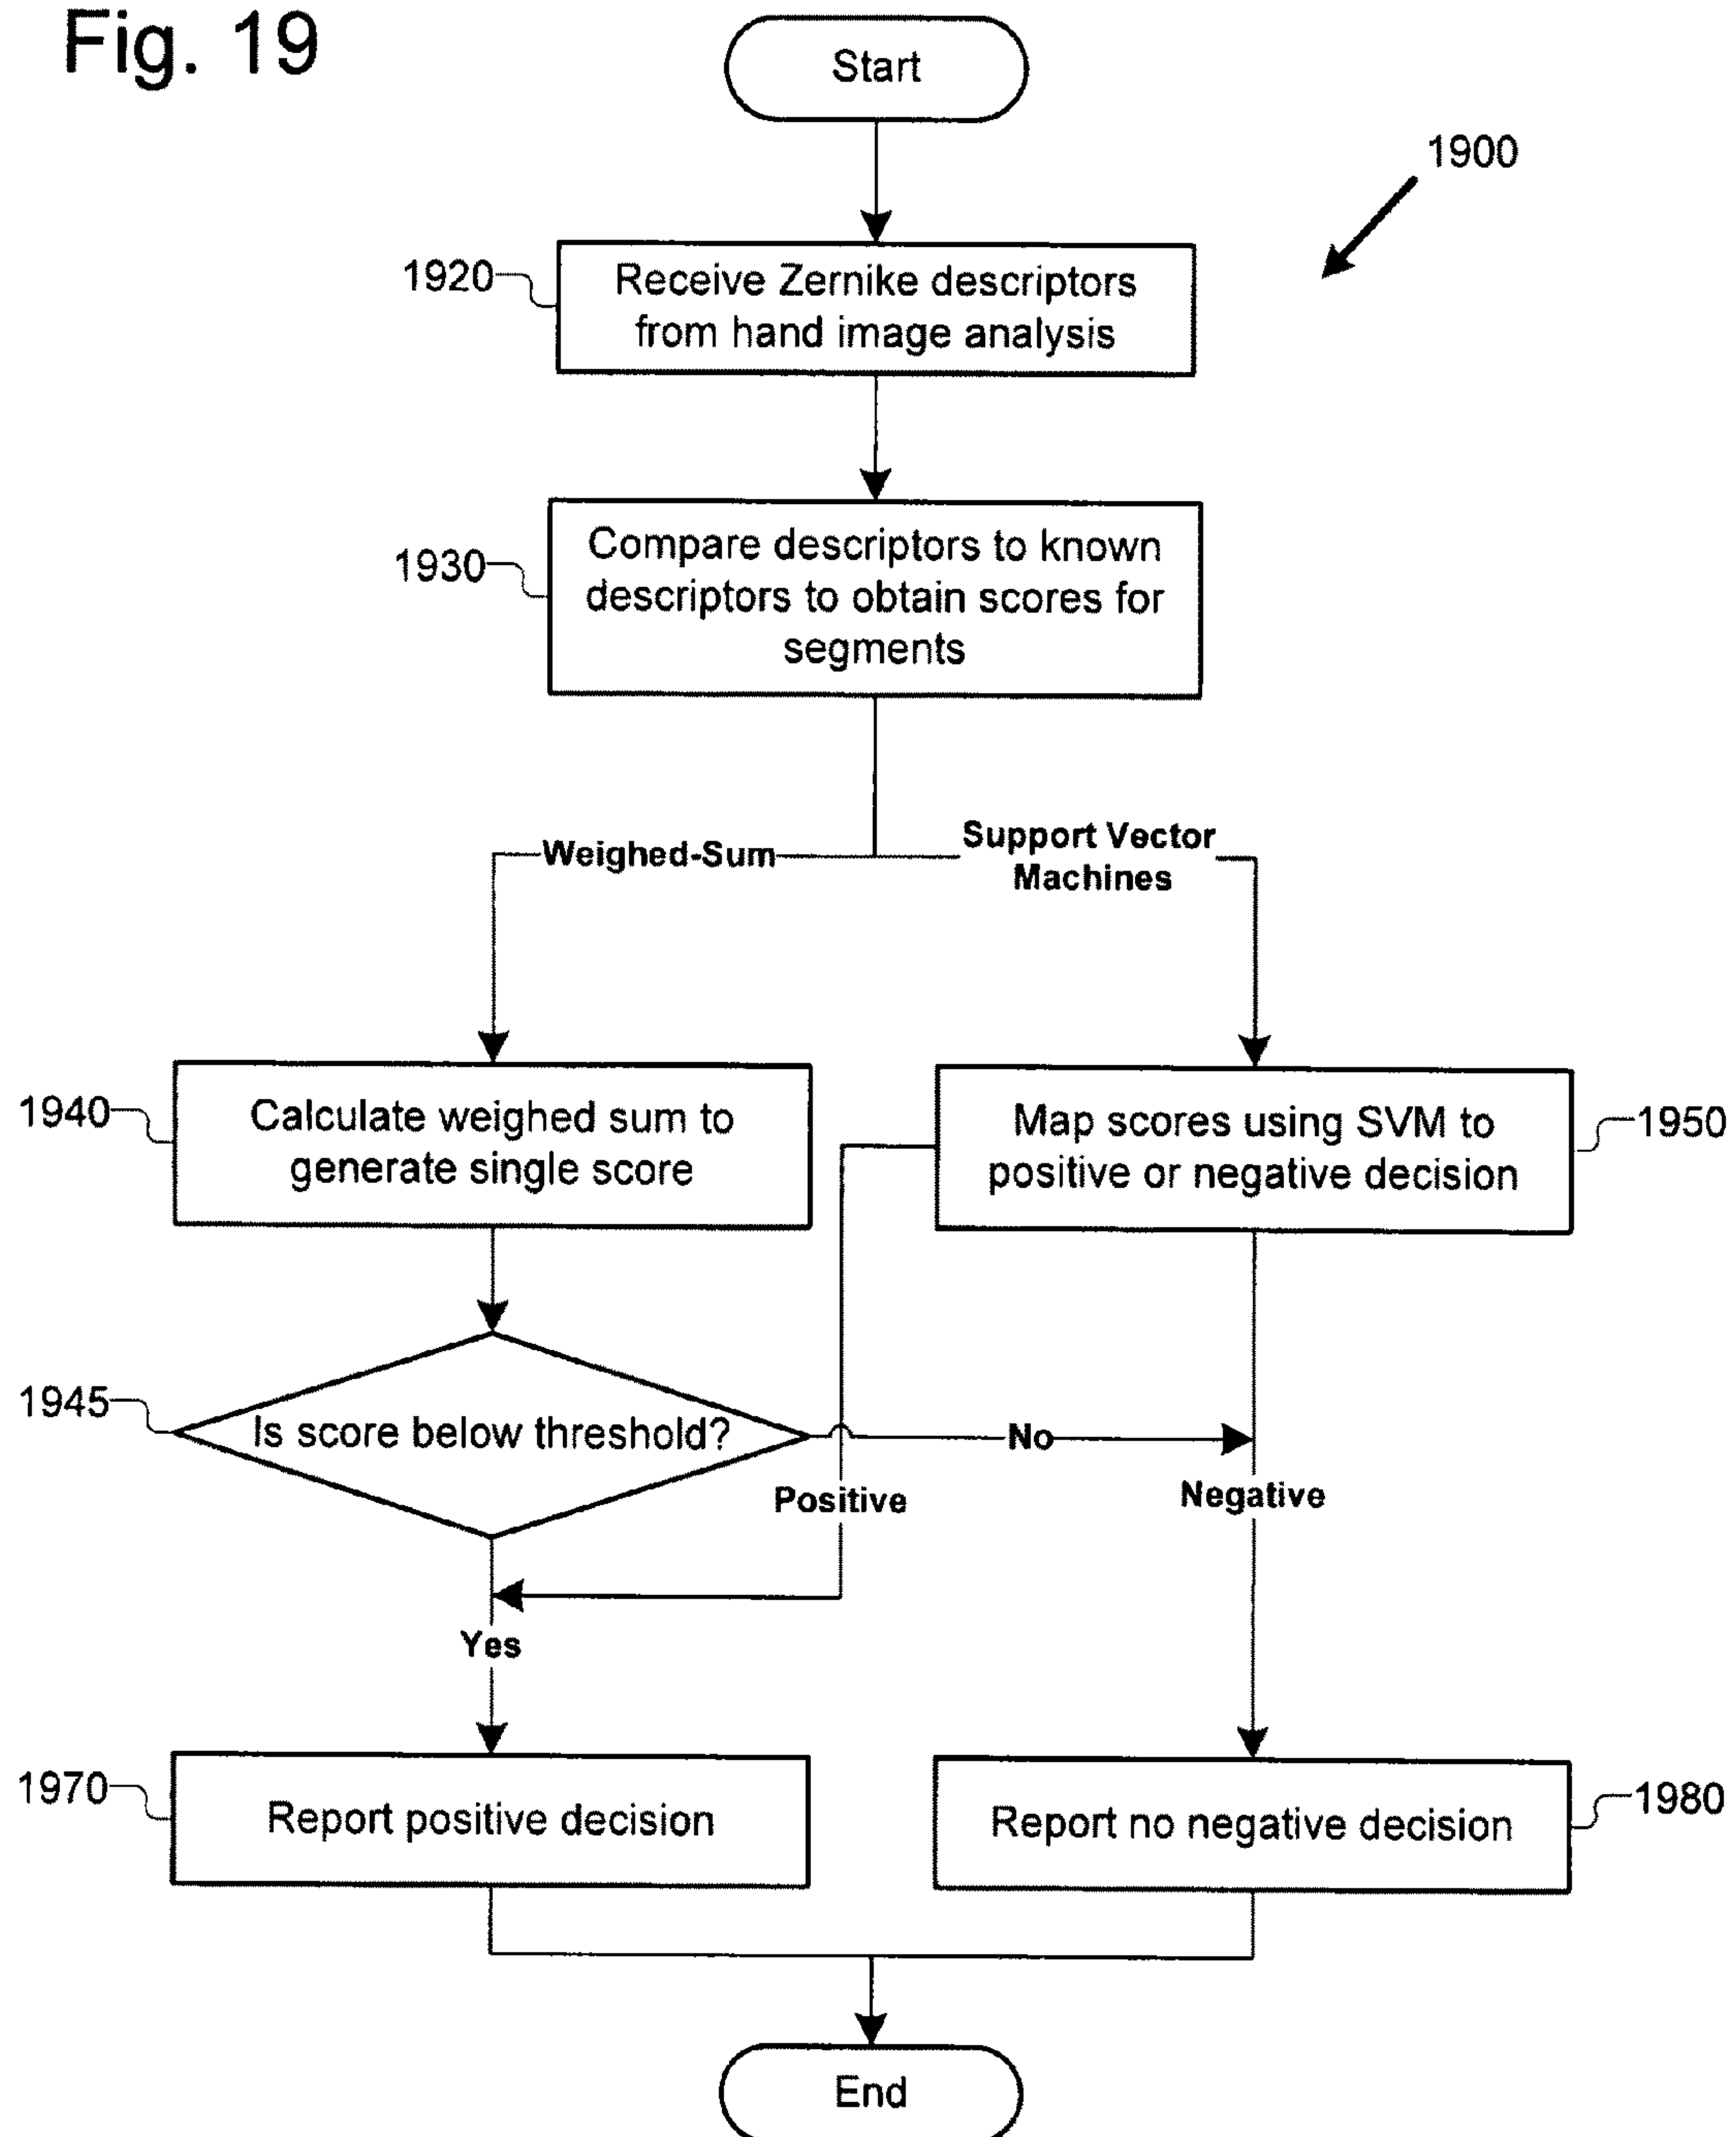 Fig. 19
Start
1900
1920
Receive Zernike descriptors
from hand image analysis
1930
Compare descriptors to known
descriptors to obtain scores for
segments
Weighed-Sum
Support Vector
Machines
1940
Calculate weighed sum to
generate single score
Map scores using SVM to
positive or negative decision
1950
1945
Is score below threshold?
No
Positive
Negative
Yes
1970
Report positive decision
Report no negative decision
1980
End